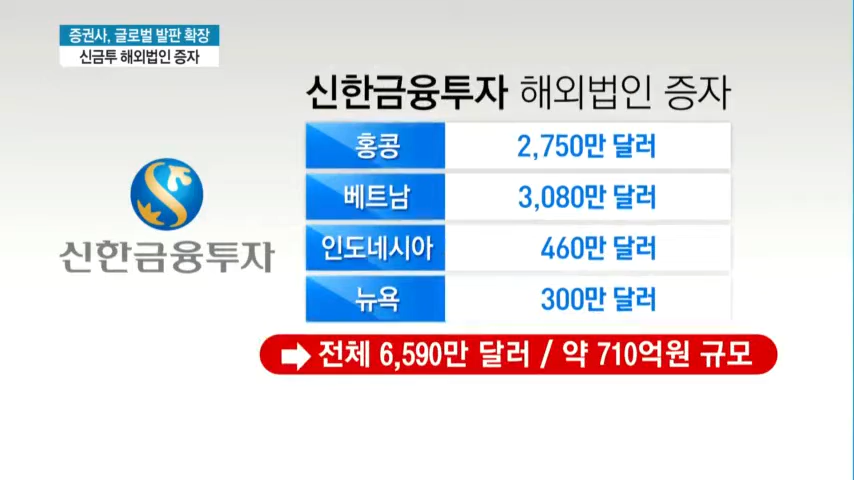 증권사, 글로벌 발판 확장
신금투 해외법인 증자
신한금융투자 해외법인 증자
홍콩 2,750만 달러
베트남 3,080만 달러
인도네시아 460만 달러
뉴욕 300만 달러
신한금융투자
전체 6,590만 달러 / 약 710억원 규모